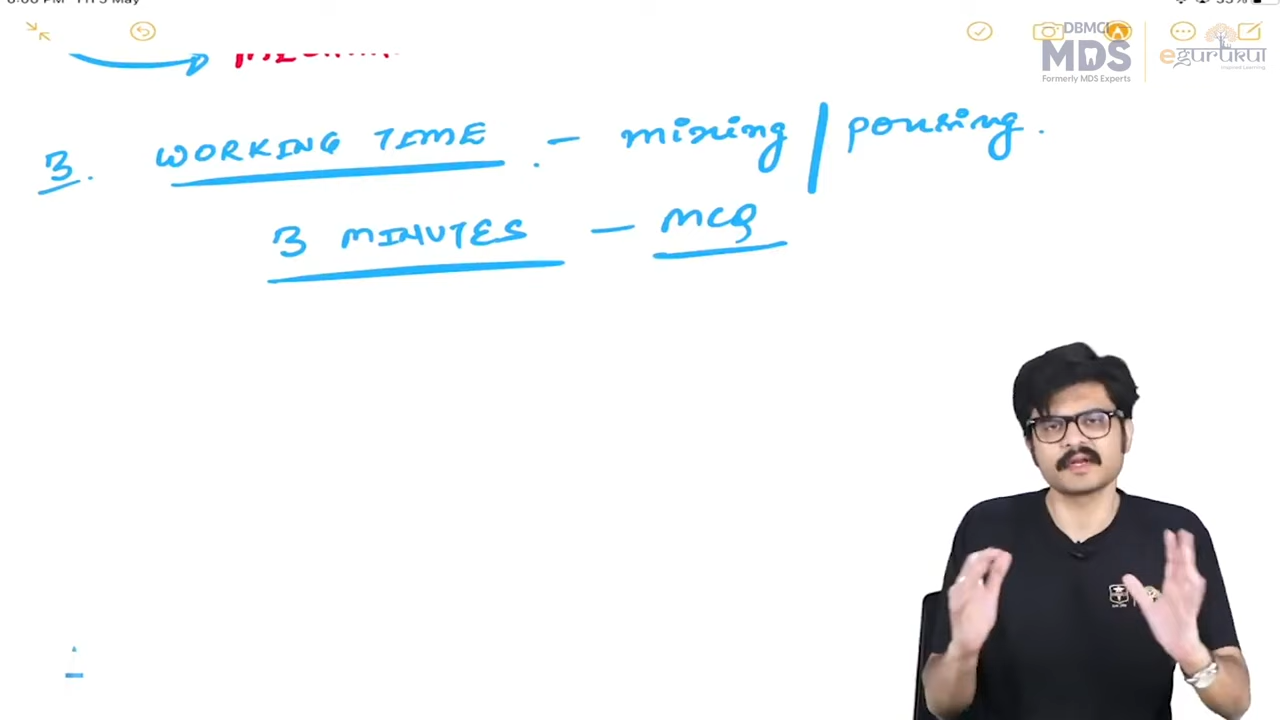 DBMCI
MDS
Formerly MDS Experts
egurukul
3. WORKING TIME. - mixing / pouring.
3 MINUTES - MCQ